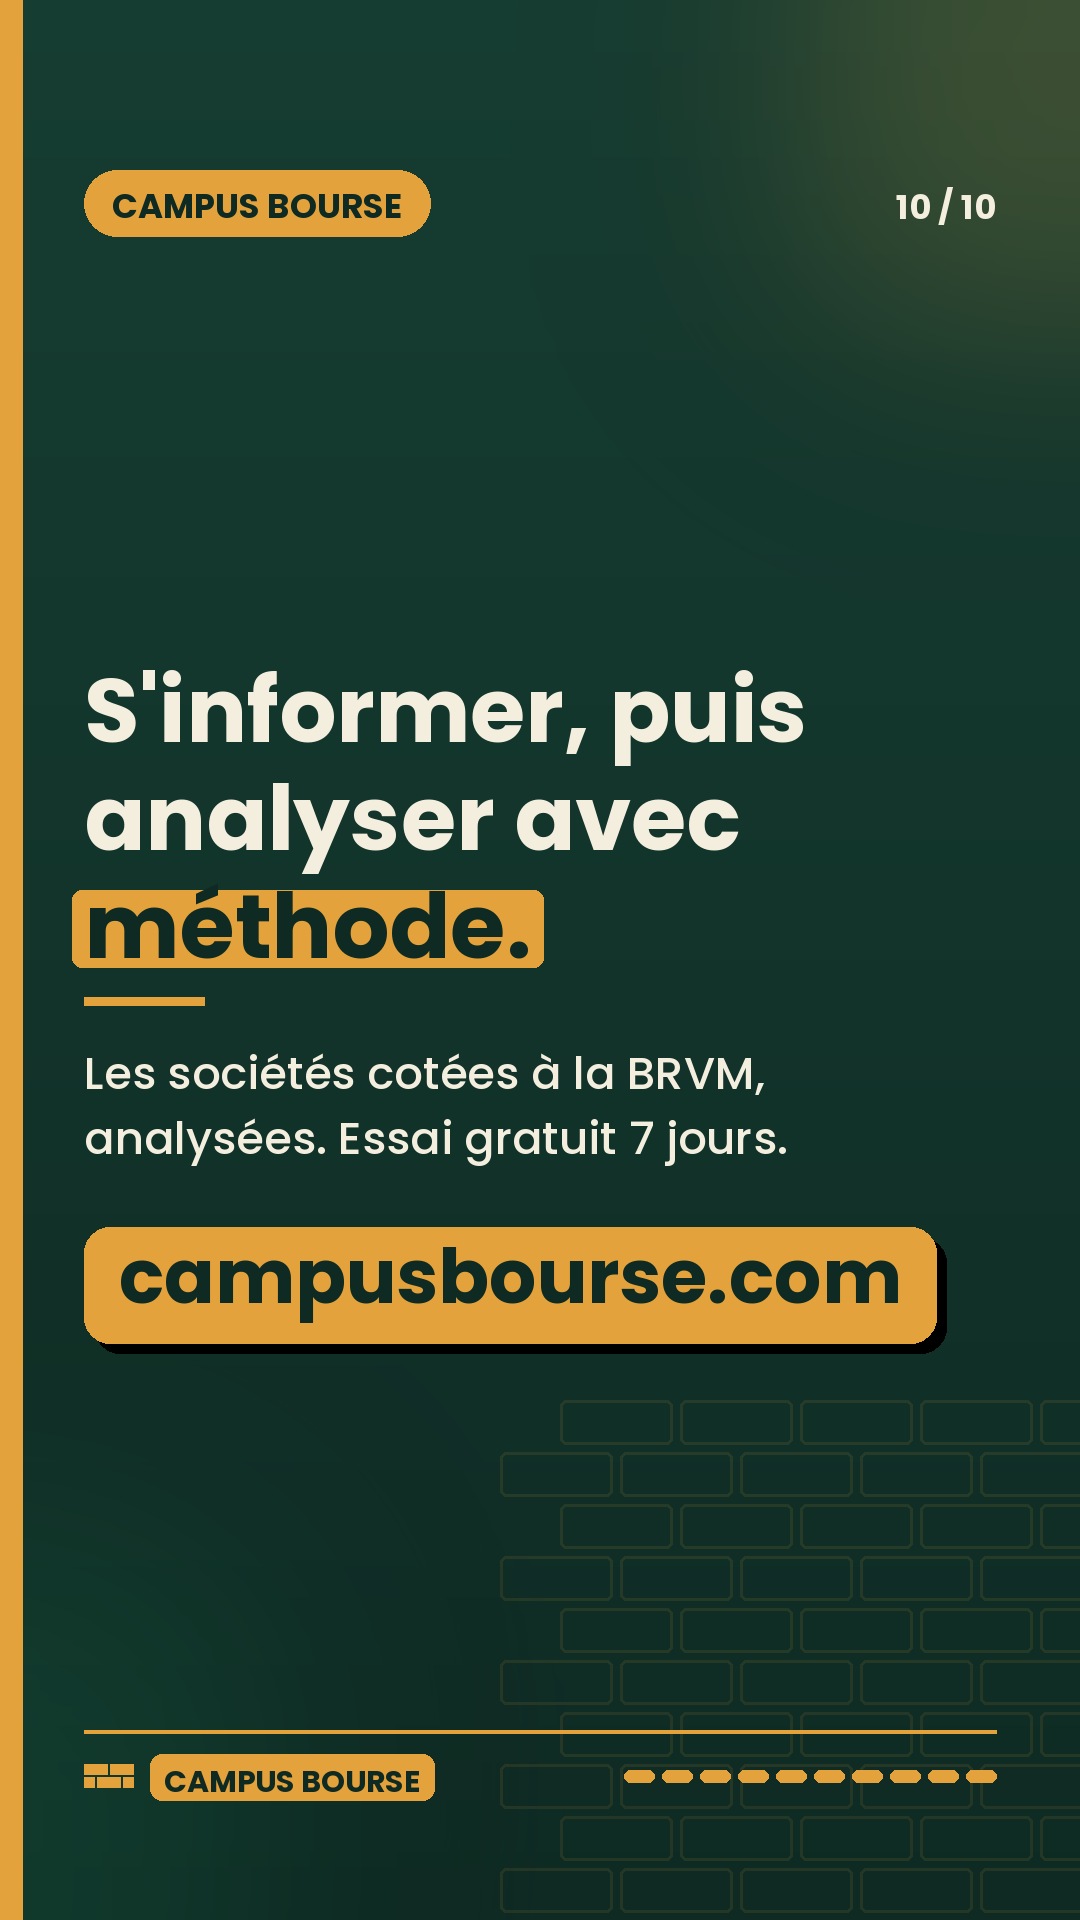 CAMPUS BOURSE
10 / 10
S'informer, puis
analyser avec
méthode.
Les sociétés cotées à la BRVM,
analysées. Essai gratuit 7 jours.
campusbourse.com
CAMPUS BOURSE